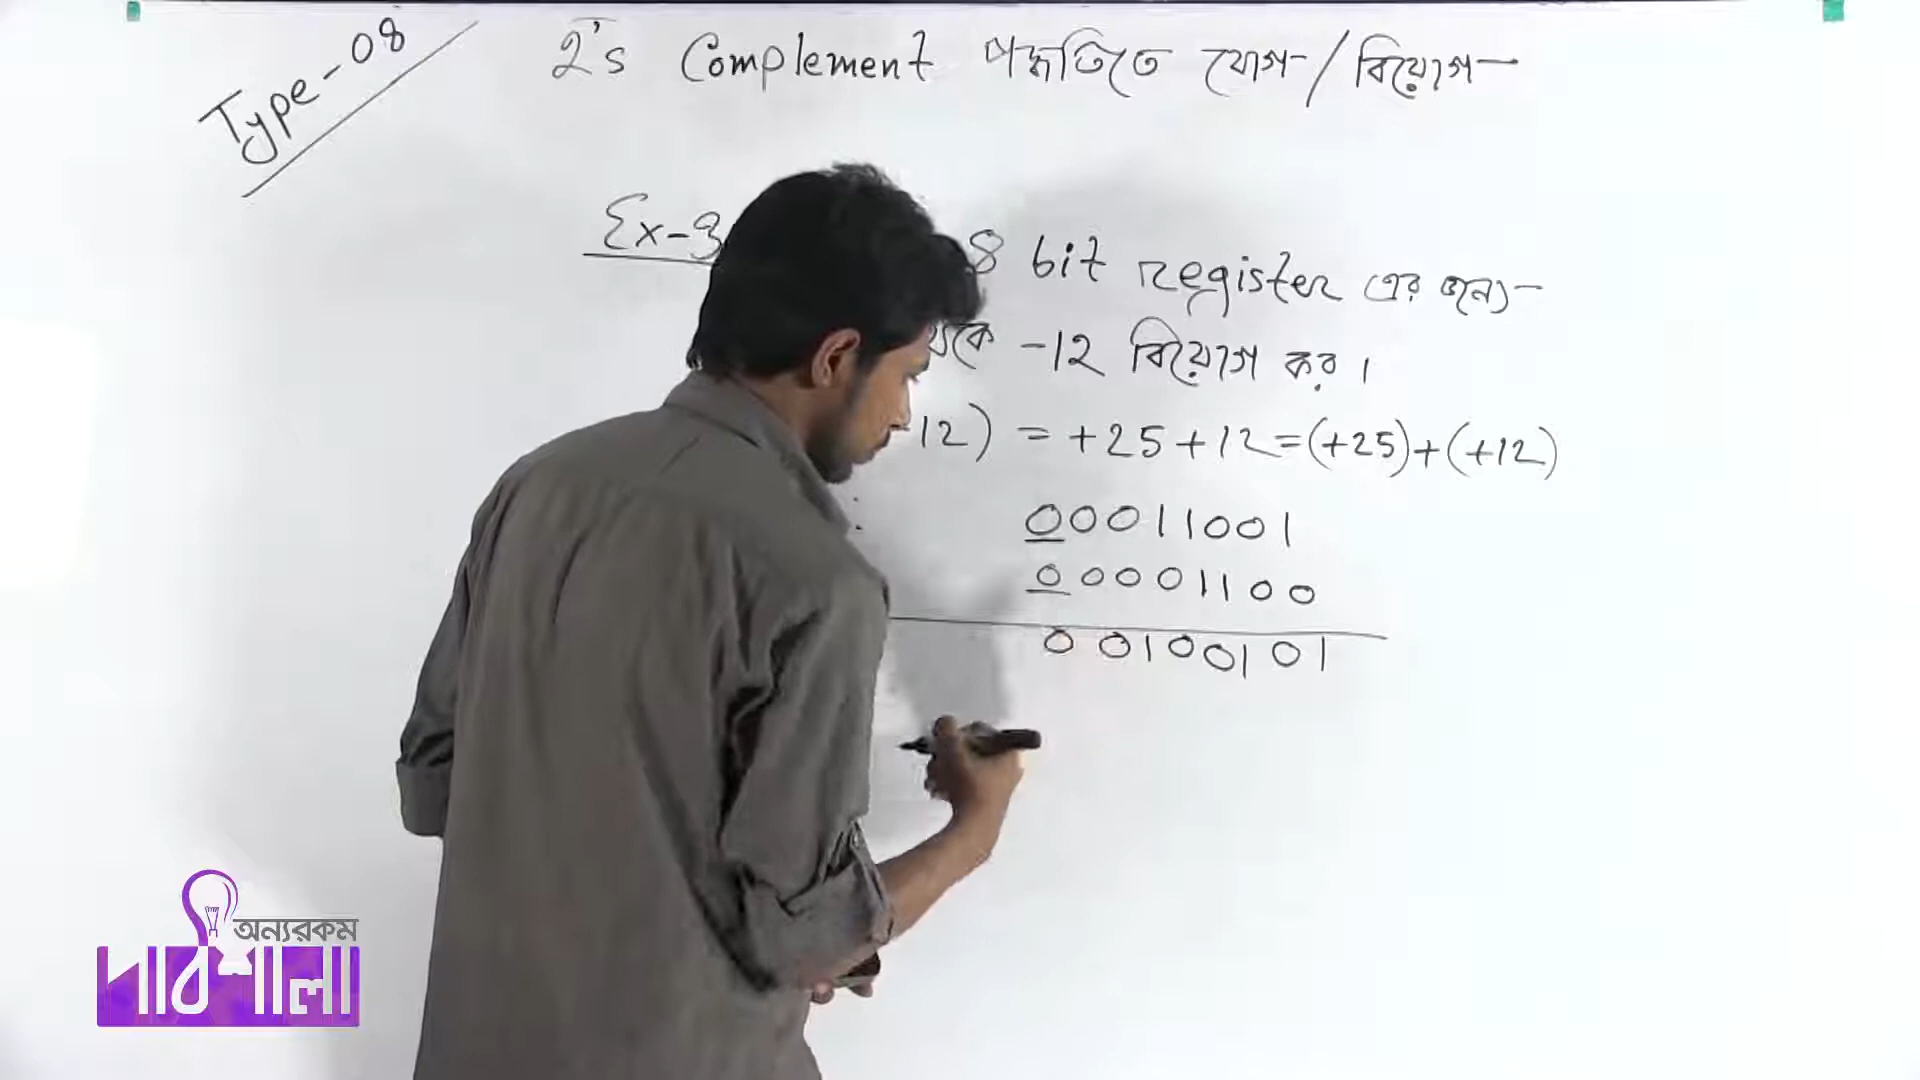 Type-08
2's Complement পদ্ধতিতে যোগ/বিয়োগ-
Ex-3
8 bit register এর জন্য-
থেকে -12 বিয়োগ কর।
-12) = +25+12=(+25)+(+12)
00011001
00001100
00100101
অন্যরকম
পাঠশালা